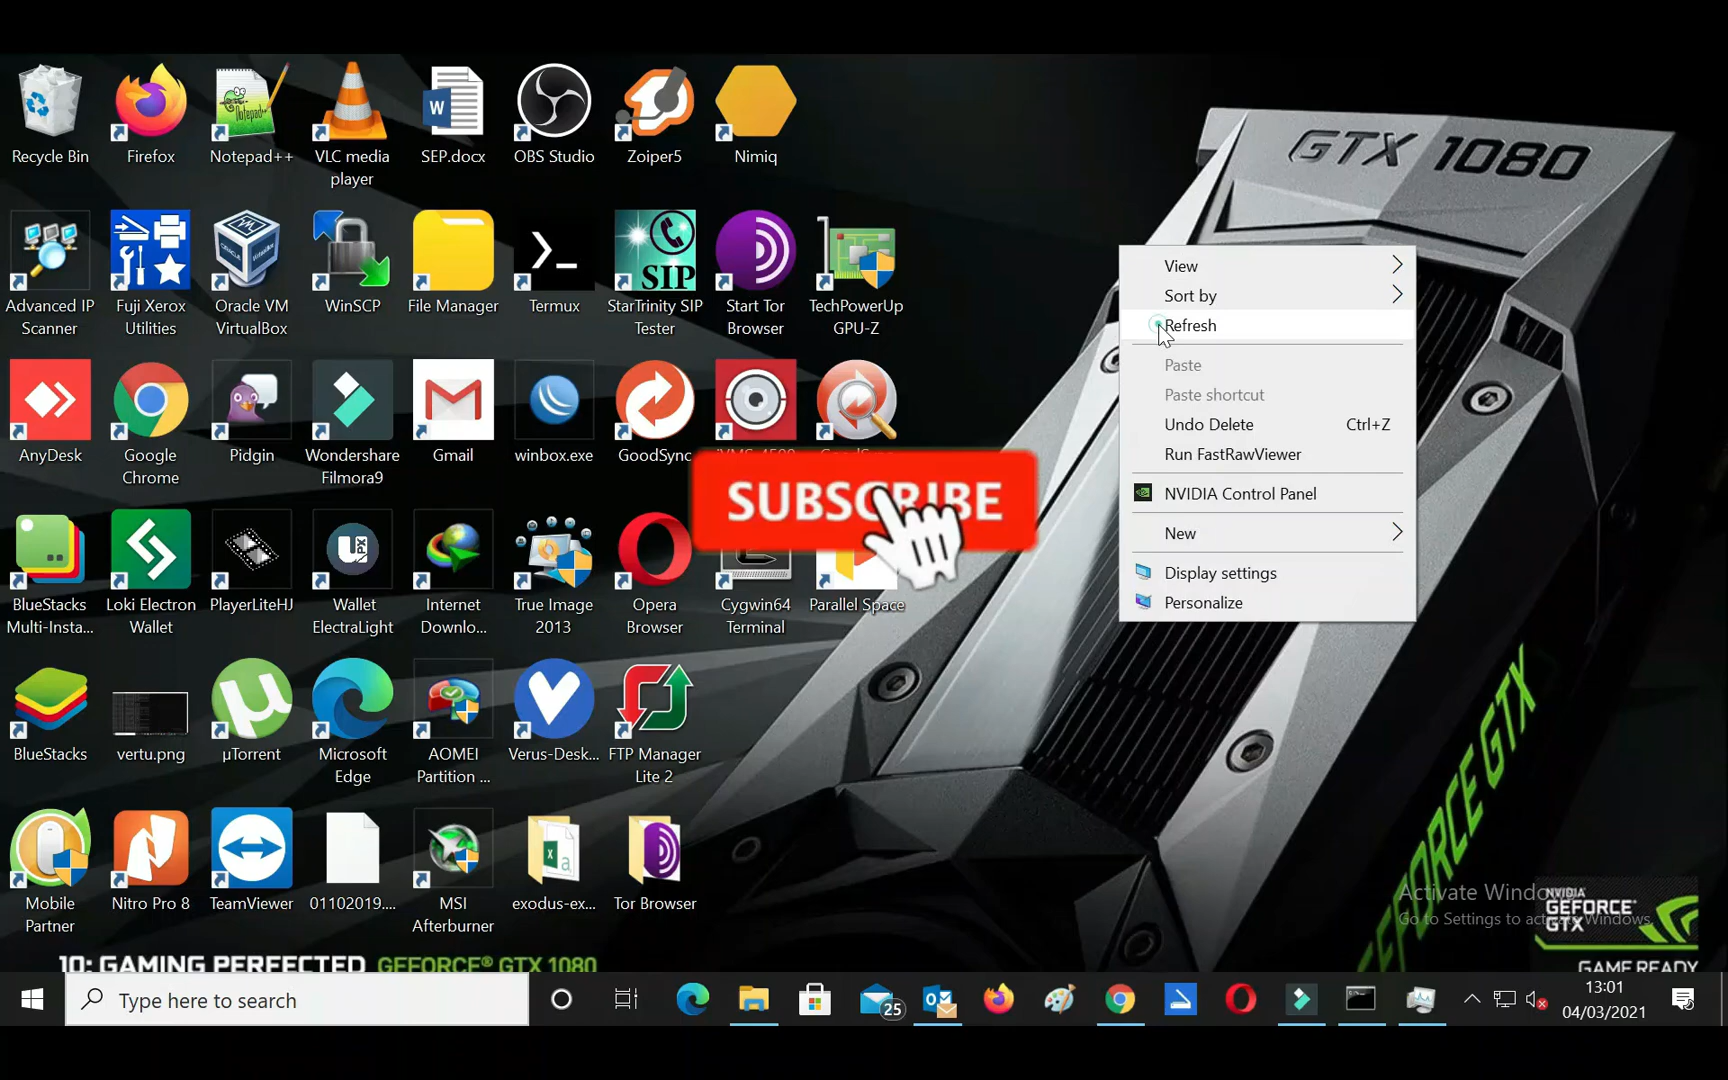 Recycle Bin
Firefox
Notepad++
VLC media
player
SEP.docx
W
OBS Studio
Zoiper5
Nimiq
Advanced IP
Scanner
Fuji Xerox
Utilities
Oracle VM
VirtualBox
WinSCP
File Manager
Termux
SIP
StarTrinity SIP
Tester
Start Tor
Browser
TechPowerUp
GPU-Z
AnyDesk
Google
Chrome
Pidgin
Wondershare
Filmora9
Gmail
winbox.exe
GoodSync
BlueStacks
Multi-Insta...
Loki Electron
Wallet
PlayerLiteHJ
Wallet
ElectraLight
Internet
Downlo...
True Image
2013
Opera
Browser
Cygwin64
Terminal
Parallel Space
BlueStacks
vertu.png
µTorrent
Microsoft
Edge
AOMEI
Partition ...
Verus-Desk...
FTP Manager
Lite 2
Mobile
Partner
Nitro Pro 8
TeamViewer
01102019....
MSI
Afterburner
exodus-ex...
Tor Browser
SUBSCRIBE
GTX 1080
View
Sort by
Refresh
Paste
Paste shortcut
Undo Delete Ctrl+Z
Run FastRawViewer
NVIDIA Control Panel
New
Display settings
Personalize
GEFORCE GTX
Activate Windows
Go to Settings to activate Windows.
NVIDIA
GEFORCE
GTX
GAME READY
10: GAMING PERFECTED GEFORCE® GTX 1080
Type here to search
25
13:01
04/03/2021